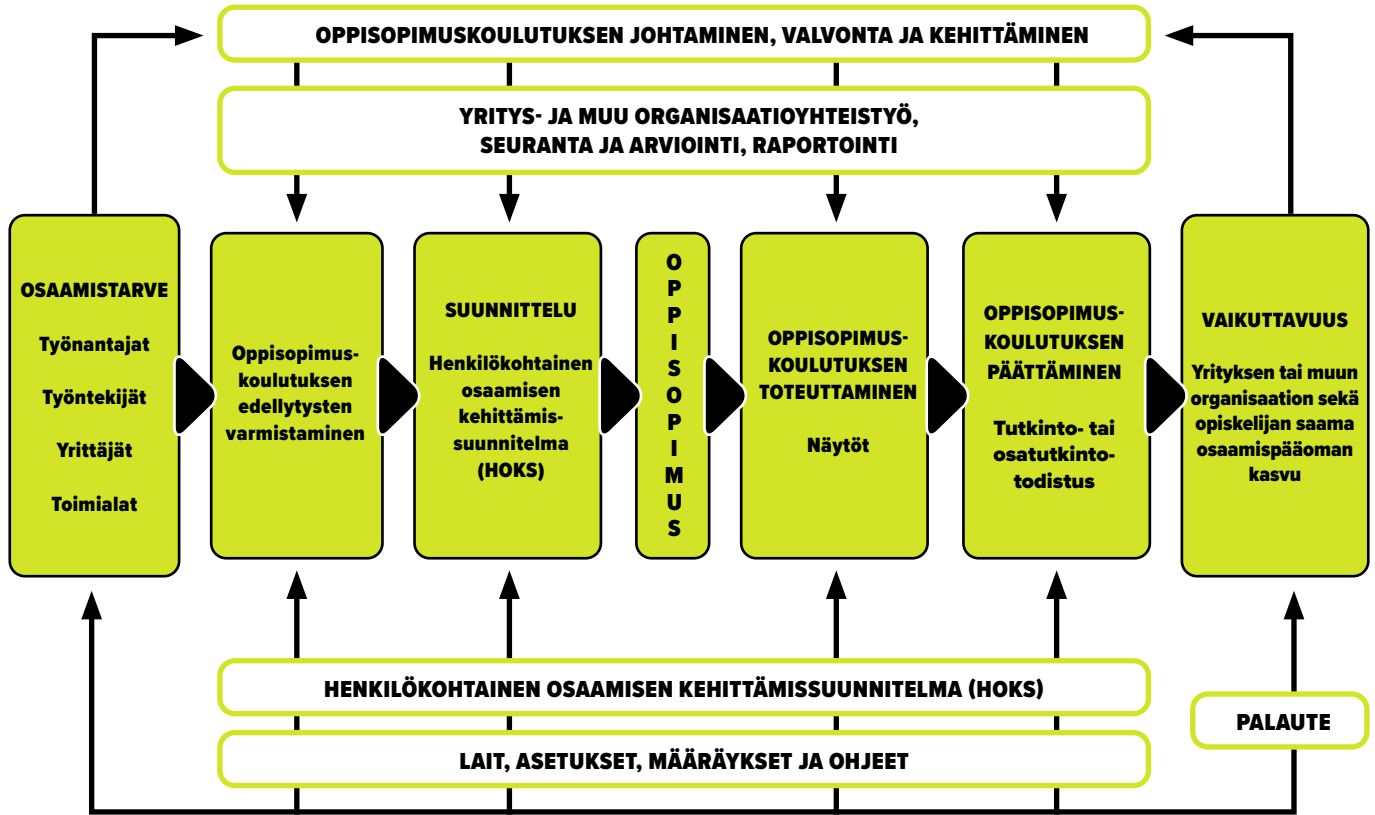 OPPISOPIMUSKOULUTUKSEN JOHTAMINEN, VALVONTA JA KEHITTÄMINEN
YRITYS- JA MUU ORGANISAATIOYHTEISTYÖ,
SEURANTA JA ARVIOINTI, RAPORTOINTI
OSAAMISTARVE
Työnantajat
Työntekijät
Yrittäjät
Toimialat
Oppisopimus-
koulutuksen
edellytysten
varmistaminen
SUUNNITTELU
Henkilökohtainen
osaamisen
kehittämis-
suunnitelma
(HOKS)
O
P
P
I
S
O
P
I
M
U
S
OPPISOPIMUS-
KOULUTUKSEN
TOTEUTTAMINEN
Näytöt
OPPISOPIMUS-
KOULUTUKSEN
PÄÄTTÄMINEN
Tutkinto- tai
osatutkinto-
todistus
VAIKUTTAVUUS
Yrityksen tai muun
organisaation sekä
opiskelijan saama
osaamispääoman
kasvu
HENKILÖKOHTAINEN OSAAMISEN KEHITTÄMISSUUNNITELMA (HOKS)
PALAUTE
LAIT, ASETUKSET, MÄÄRÄYKSET JA OHJEET